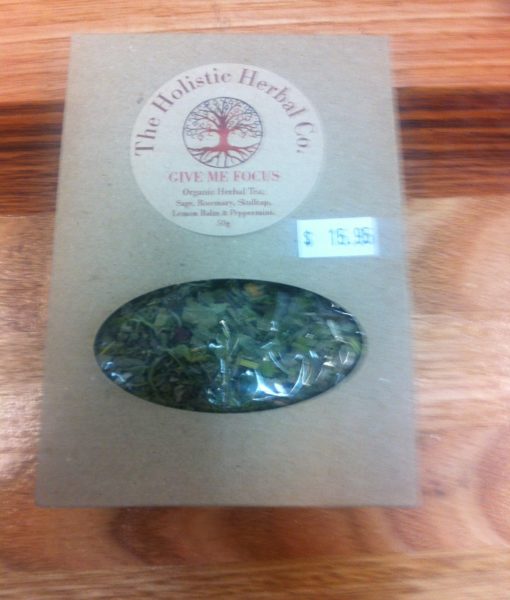 The Holistic Herbal Co.
GIVE ME FOCUS
Organic Herbal Tea:
Sage, Rosemary, Skullcap,
Lemon Balm & Peppermint.
50g
$ 15.95